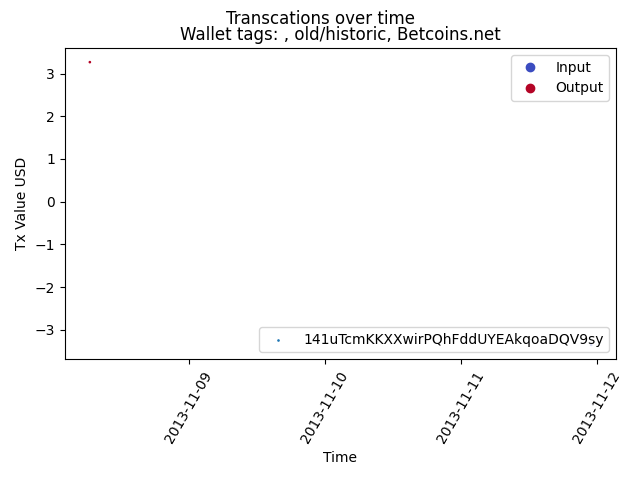 Transcations over time
Wallet tags: , old/historic, Betcoins.net
Input
Output
Tx Value USD
3
2
1
0
−1
−2
−3
141uTcmKKXXwirPQhFddUYEAkqoaDQV9sy
2013-11-09
2013-11-10
2013-11-11
2013-11-12
Time